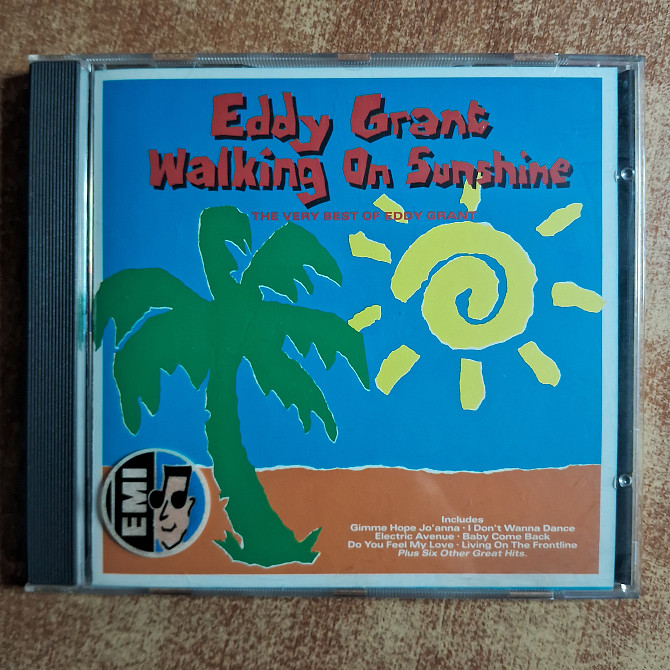 Eddy Grant
Walking On Sunshine
THE VERY BEST OF EDDY GRANT
EMI
Includes
Gimme Hope Jo'anna · I Don't Wanna Dance
Electric Avenue · Baby Come Back
Do You Feel My Love · Living On The Frontline
Plus Six Other Great Hits.